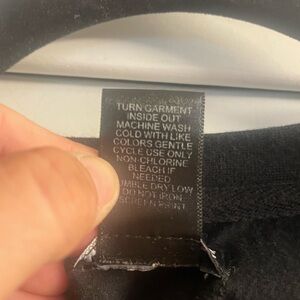 TURN GARMENT
INSIDE OUT
MACHINE WASH
COLD WITH LIKE
COLORS GENTLE
CYCLE USE ONLY
NON-CHLORINE
BLEACH IF
NEEDED
UMBLE DRY LOW
DO NOT IRON
SCREEN PRINT